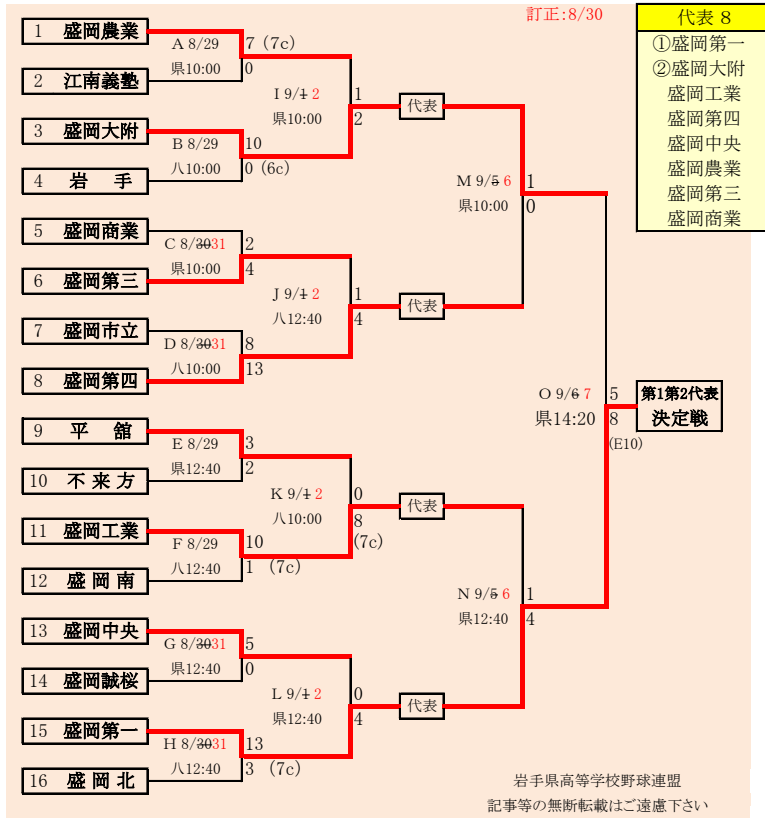 訂正:8/30
代表 8
①盛岡第一
②盛岡大附
盛岡工業
盛岡第四
盛岡中央
盛岡農業
盛岡第三
盛岡商業
1 盛岡農業
A 8/29 7 (7c)
県10:00 0
2 江南義塾
I 9/1 2 1
県10:00 2
代表
3 盛岡大附
B 8/29 10
八10:00 0 (6c)
4 岩手
M 9/5 6 1
県10:00 0
5 盛岡商業
C 8/3031 2
県10:00 4
6 盛岡第三
J 9/1 2 1
八12:40 4
代表
7 盛岡市立
D 8/3031 8
八10:00 13
8 盛岡第四
O 9/6 7 5
県14:20 8
(E10)
第1第2代表
決定戦
9 平舘
E 8/29 3
県12:40 2
10 不来方
K 9/1 2 0
八10:00 8
(7c)
代表
11 盛岡工業
F 8/29 10
八12:40 1 (7c)
12 盛岡南
N 9/5 6 1
県12:40 4
13 盛岡中央
G 8/3031 5
県12:40 0
14 盛岡誠桜
L 9/1 2 0
県12:40 4
代表
15 盛岡第一
H 8/3031 13
八12:40 3 (7c)
16 盛岡北
岩手県高等学校野球連盟
記事等の無断転載はご遠慮下さい